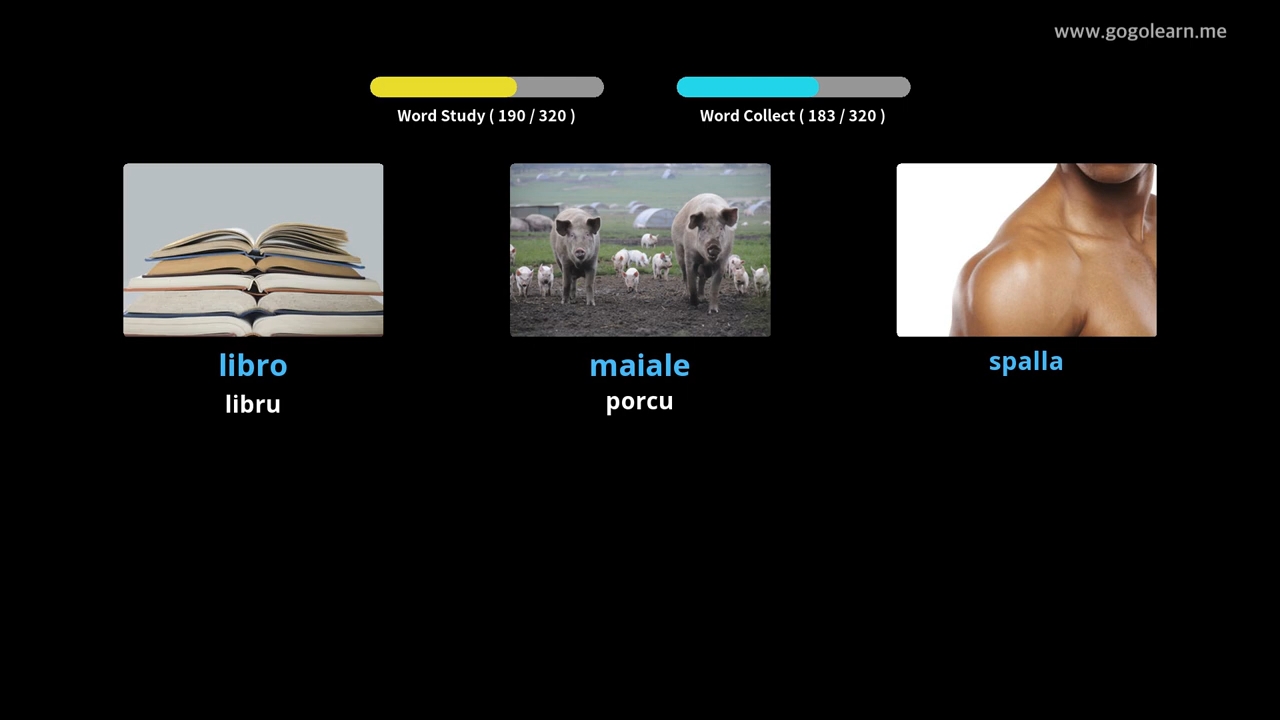 www.gogolearn.me
Word Study ( 190 / 320 )
Word Collect ( 183 / 320 )
libro
libru
maiale
porcu
spalla